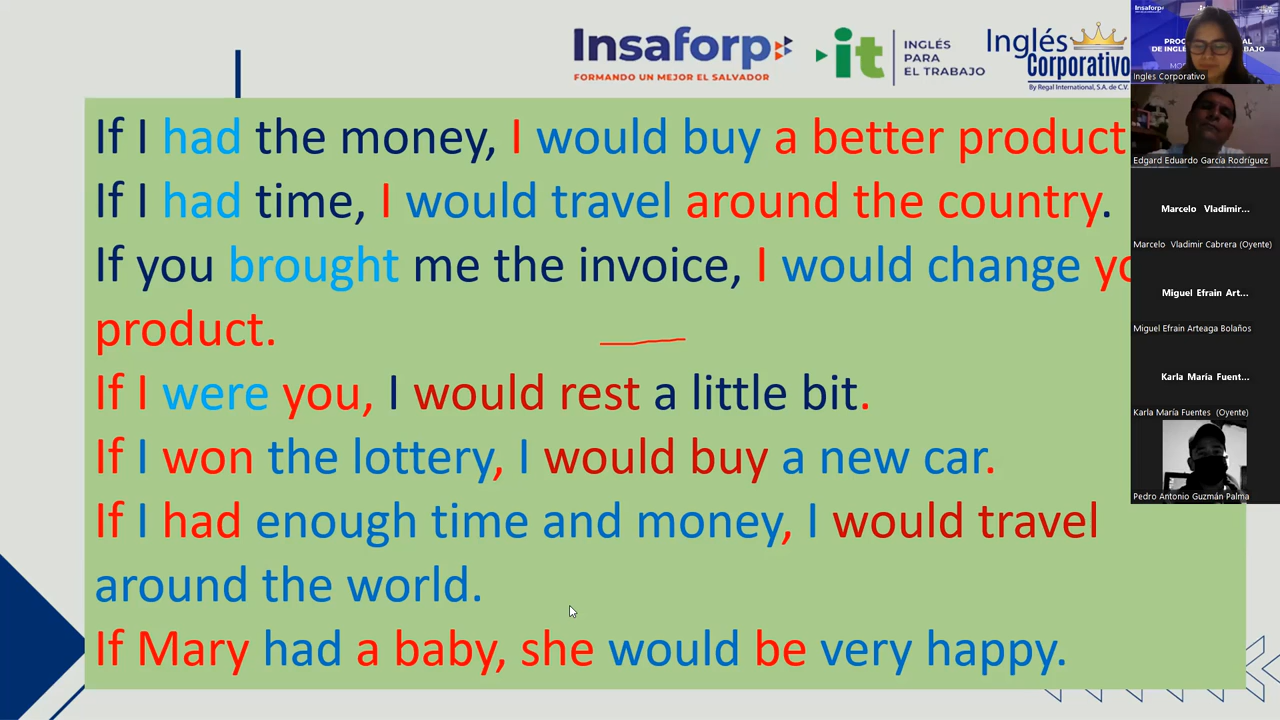 Insaforp
FORMANDO UN MEJOR EL SALVADOR
it
INGLÉS
PARA
EL TRABAJO
Inglés
Corporativo
By Regal International, S.A. de C.V.
If I had the money, I would buy a better product
If I had time, I would travel around the country.
If you brought me the invoice, I would change
product.
If I were you, I would rest a little bit.
If I won the lottery, I would buy a new car.
If I had enough time and money, I would travel
around the world.
If Mary had a baby, she would be very happy.
Insaforp
Ingles Corporativo
Edgard Eduardo García Rodríguez
Marcelo Vladimir...
Marcelo Vladimir Cabrera (Oyente)
Miguel Efrain Art...
Miguel Efrain Arteaga Bolaños
Karla María Fuent...
Karla María Fuentes (Oyente)
Pedro Antonio Guzmán Palma